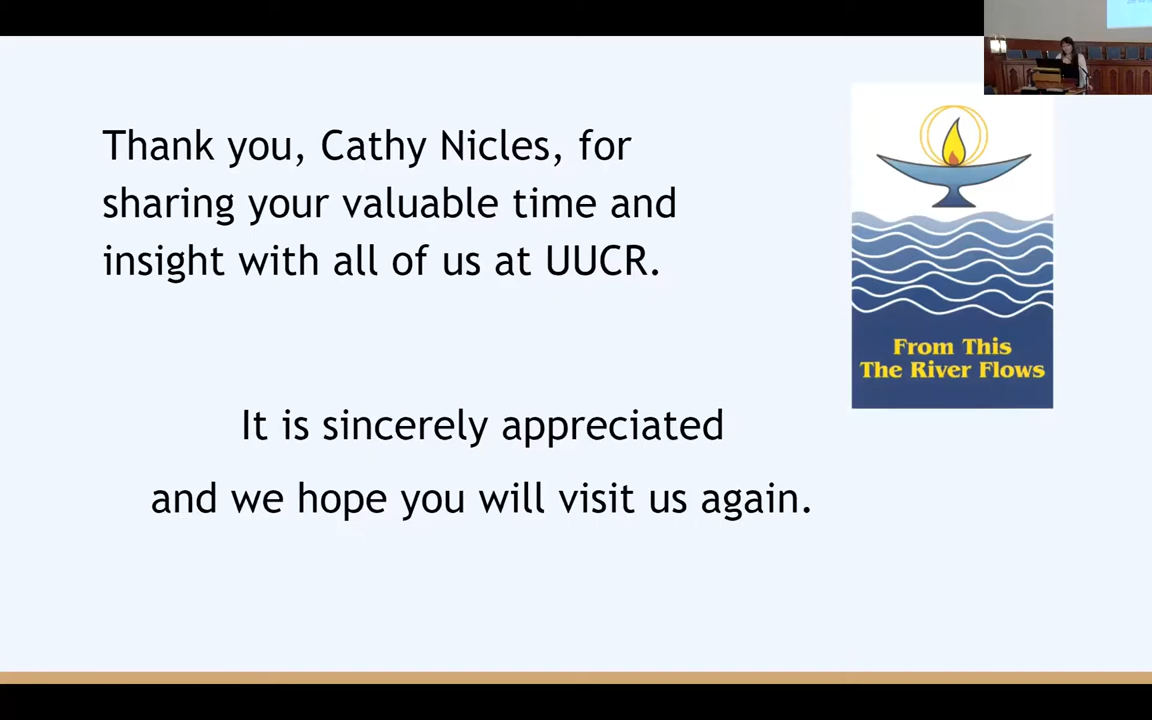 Thank you, Cathy Nicles, for
sharing your valuable time and
insight with all of us at UUCR.
From This
The River Flows
It is sincerely appreciated
and we hope you will visit us again.